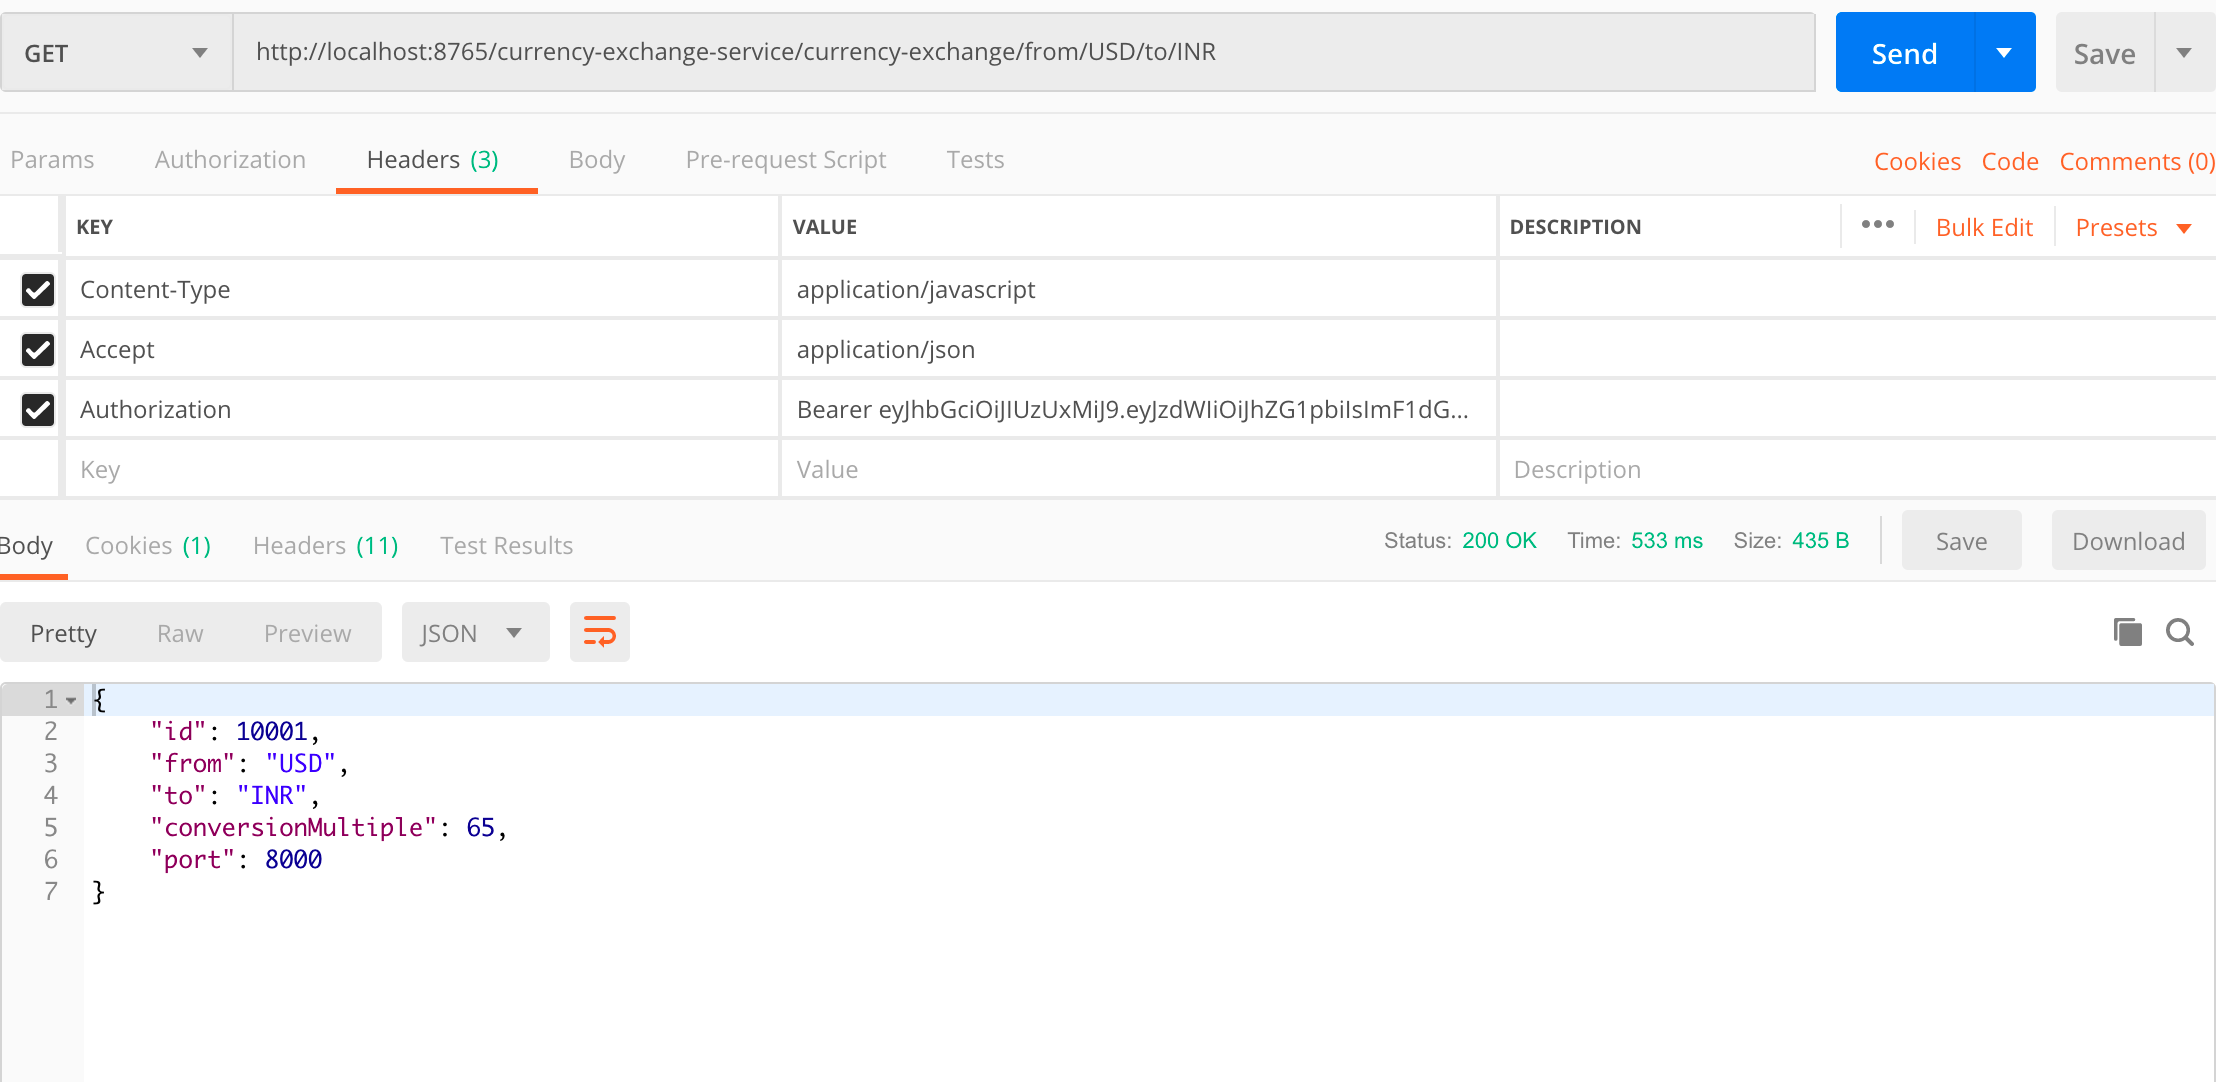 GET http://localhost:8765/currency-exchange-service/currency-exchange/from/USD/to/INR Send Save
Params Authorization Headers (3) Body Pre-request Script Tests Cookies Code Comments (0)
KEY VALUE DESCRIPTION ••• Bulk Edit Presets
Content-Type application/javascript
Accept application/json
Authorization Bearer eyJhbGciOiJIUzUxMiJ9.eyJzdWIiOiJhZG1pbiIsImF1dG...
Key Value Description
Body Cookies (1) Headers (11) Test Results Status: 200 OK Time: 533 ms Size: 435 B Save Download
Pretty Raw Preview JSON
1 {
2 "id": 10001,
3 "from": "USD",
4 "to": "INR",
5 "conversionMultiple": 65,
6 "port": 8000
7 }